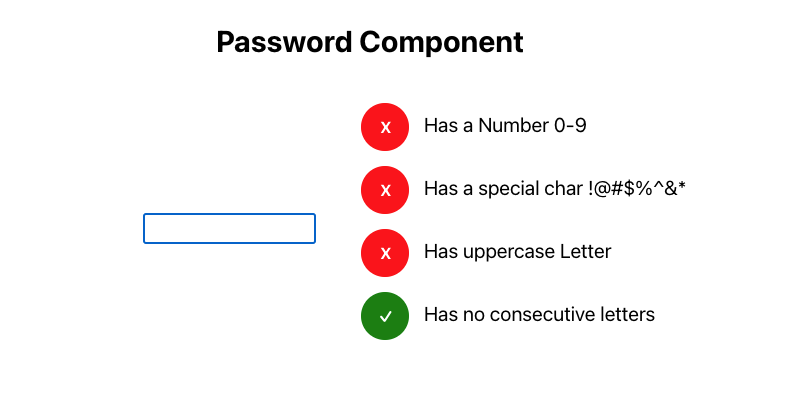 Password Component
X Has a Number 0-9
X Has a special char !@#$%^&*
X Has uppercase Letter
✓ Has no consecutive letters